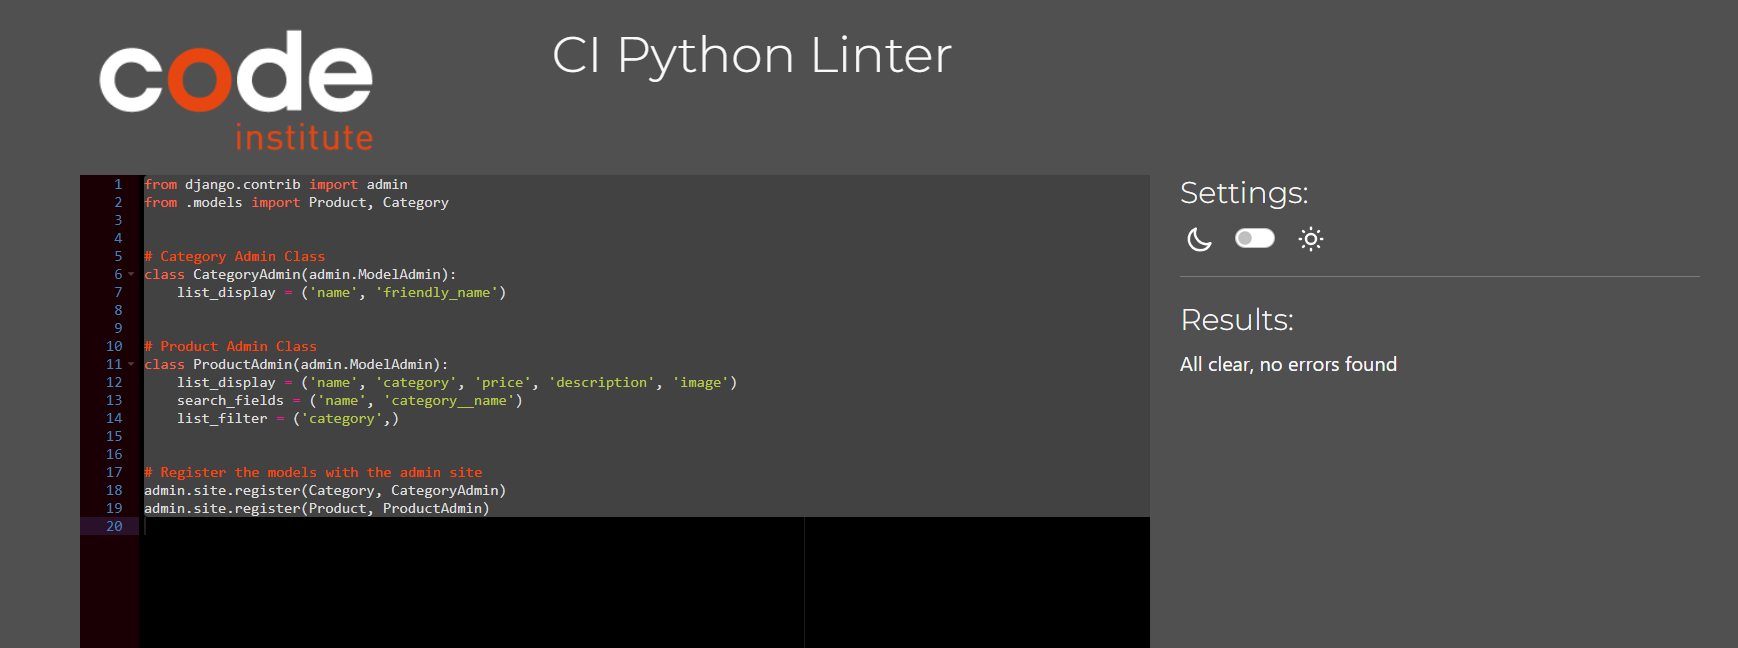 code
institute
CI Python Linter
1 from django.contrib import admin
2 from .models import Product, Category
3
4
5 # Category Admin Class
6 class CategoryAdmin(admin.ModelAdmin):
7     list_display = ('name', 'friendly_name')
8
9
10 # Product Admin Class
11 class ProductAdmin(admin.ModelAdmin):
12     list_display = ('name', 'category', 'price', 'description', 'image')
13     search_fields = ('name', 'category__name')
14     list_filter = ('category',)
15
16
17 # Register the models with the admin site
18 admin.site.register(Category, CategoryAdmin)
19 admin.site.register(Product, ProductAdmin)
20
Settings:
Results:
All clear, no errors found